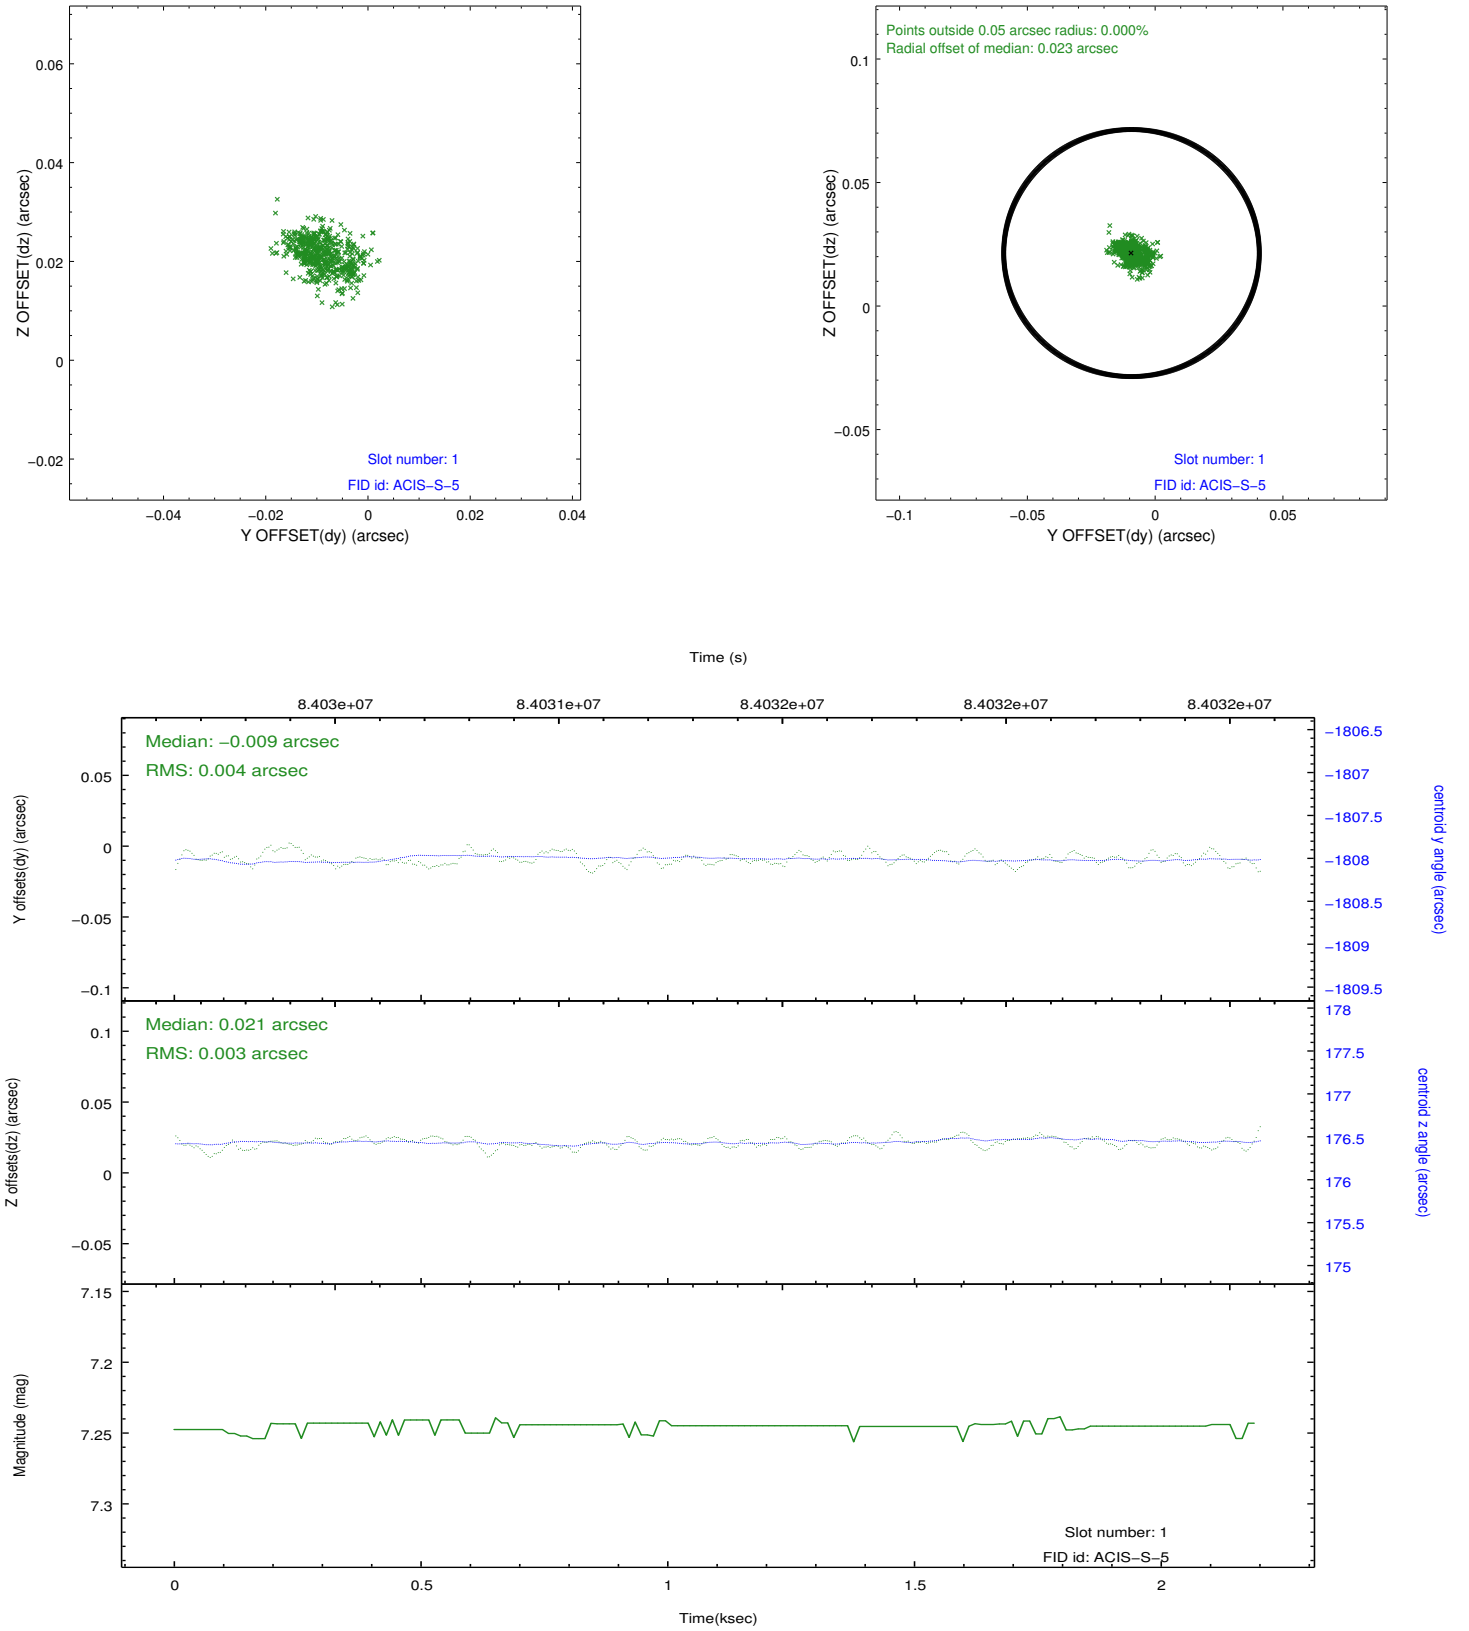 0.06
0.04
0.02
0
−0.02
Z OFFSET(dz) (arcsec)
Slot number: 1
FID id: ACIS−S−5
−0.04
−0.02
0
0.02
0.04
Y OFFSET(dy) (arcsec)
Points outside 0.05 arcsec radius: 0.000%
Radial offset of median: 0.023 arcsec
0.1
0.05
0
−0.05
Z OFFSET(dz) (arcsec)
Slot number: 1
FID id: ACIS−S−5
−0.1
−0.05
0
0.05
Y OFFSET(dy) (arcsec)
Time (s)
8.403e+07
8.4031e+07
8.4032e+07
8.4032e+07
8.4032e+07
Median: −0.009 arcsec
RMS: 0.004 arcsec
0.05
0
−0.05
−0.1
Y offsets(dy) (arcsec)
−1806.5
−1807
−1807.5
−1808
−1808.5
−1809
−1809.5
centroid y angle (arcsec)
Median: 0.021 arcsec
RMS: 0.003 arcsec
0.1
0.05
0
−0.05
Z offsets(dz) (arcsec)
178
177.5
177
176.5
176
175.5
175
centroid z angle (arcsec)
7.15
7.2
7.25
7.3
Magnitude (mag)
Slot number: 1
FID id: ACIS−S−5
0
0.5
1
1.5
2
Time(ksec)